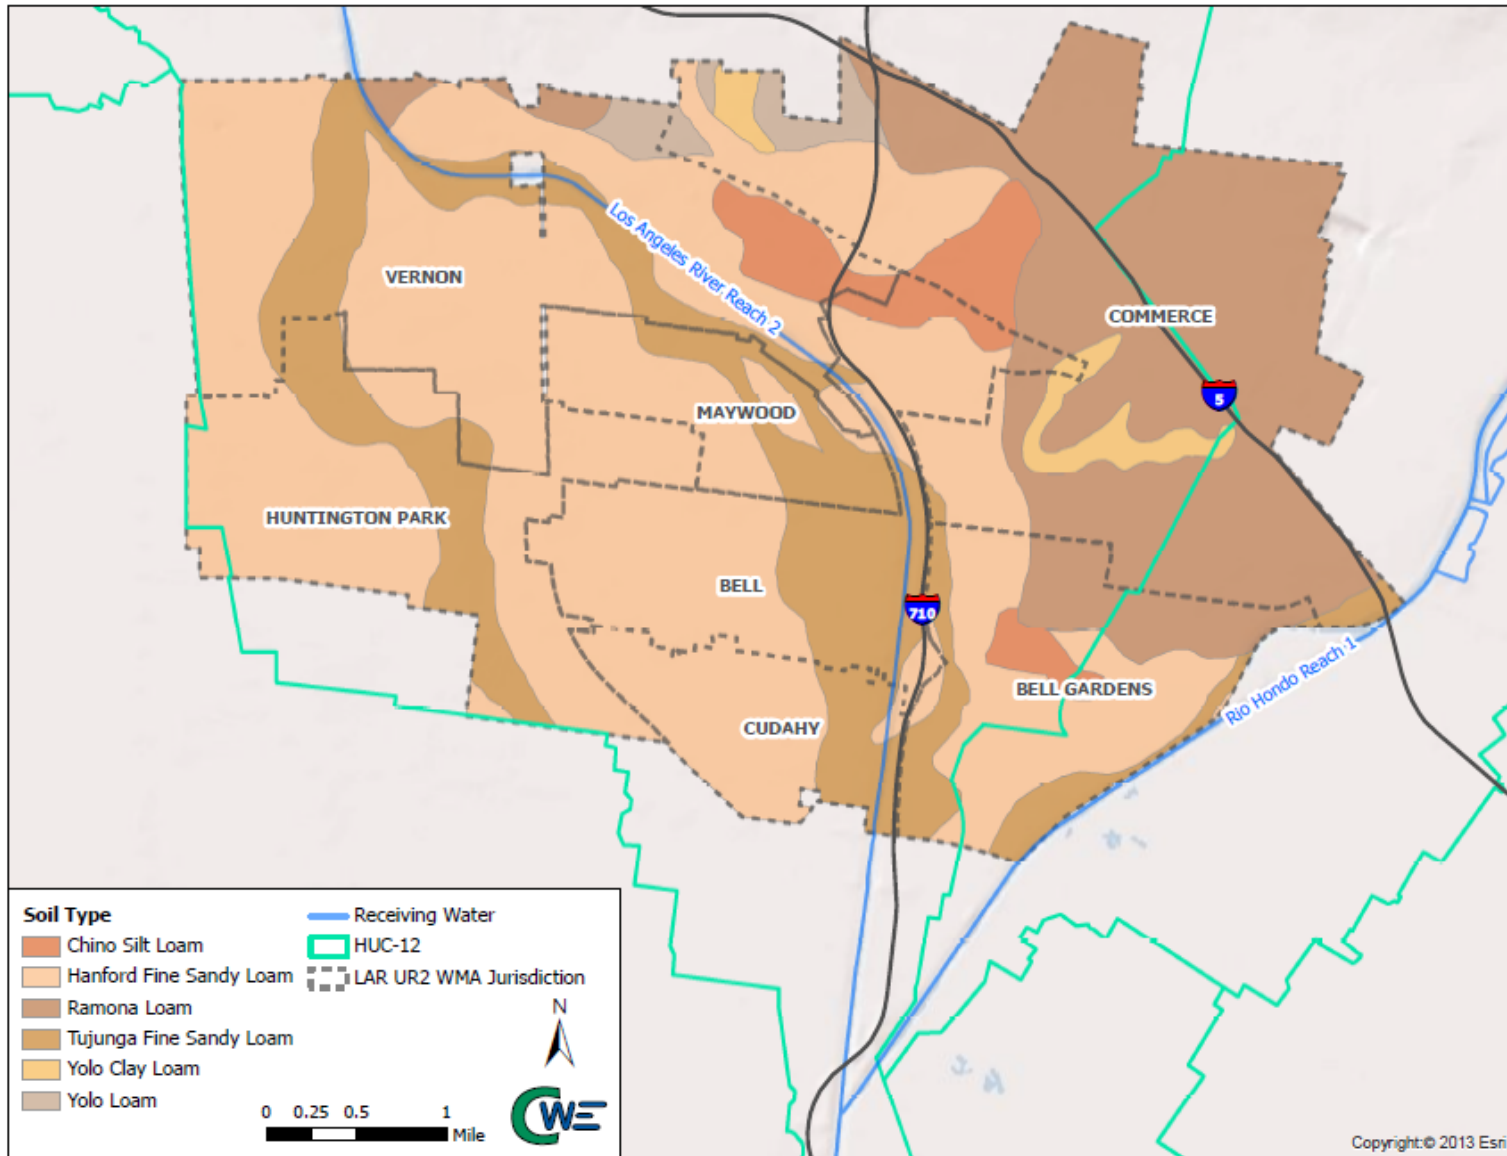 Los Angeles River Reach 2
VERNON
COMMERCE
5
MAYWOOD
HUNTINGTON PARK
BELL
710
BELL GARDENS
Rio Hondo Reach 1
CUDAHY
Soil Type
Chino Silt Loam
Hanford Fine Sandy Loam
Ramona Loam
Tujunga Fine Sandy Loam
Yolo Clay Loam
Yolo Loam
Receiving Water
HUC-12
LAR UR2 WMA Jurisdiction
N
0 0.25 0.5 1
Mile
CWE
Copyright:© 2013 Esri